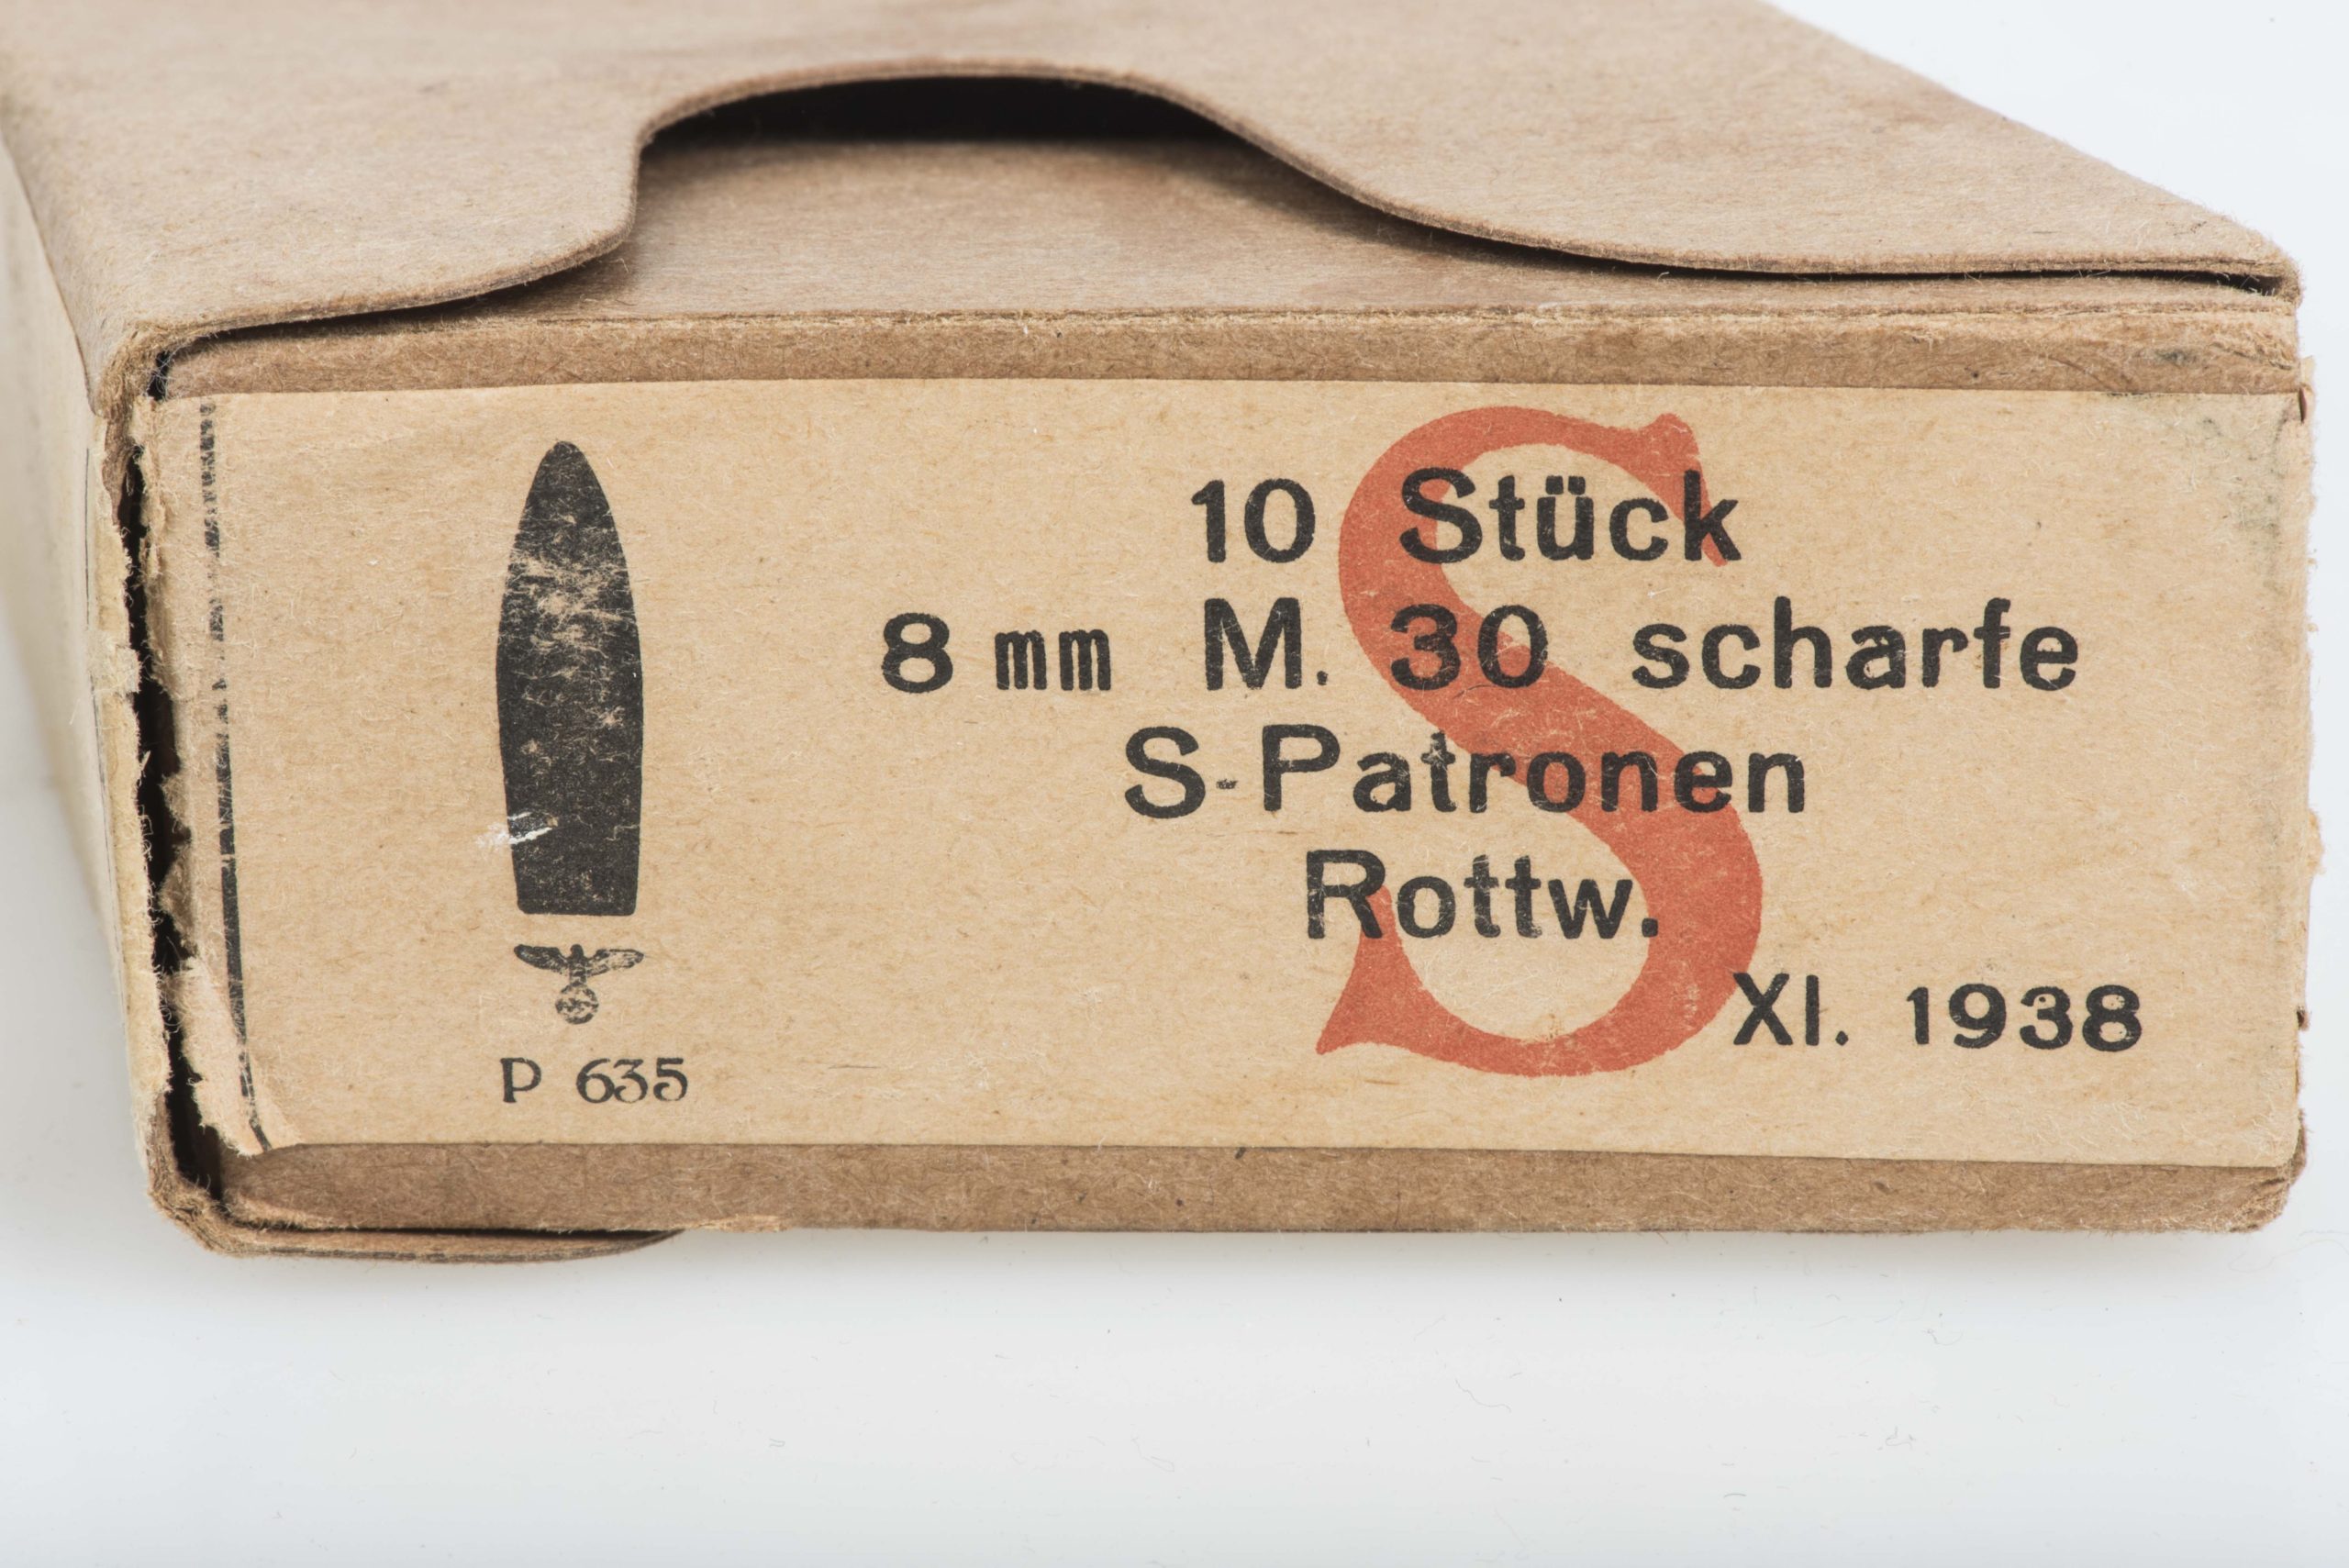 10 Stück
8 mm M. 30 scharfe
S-Patronen
Rottw.
XI. 1938
S
P 635